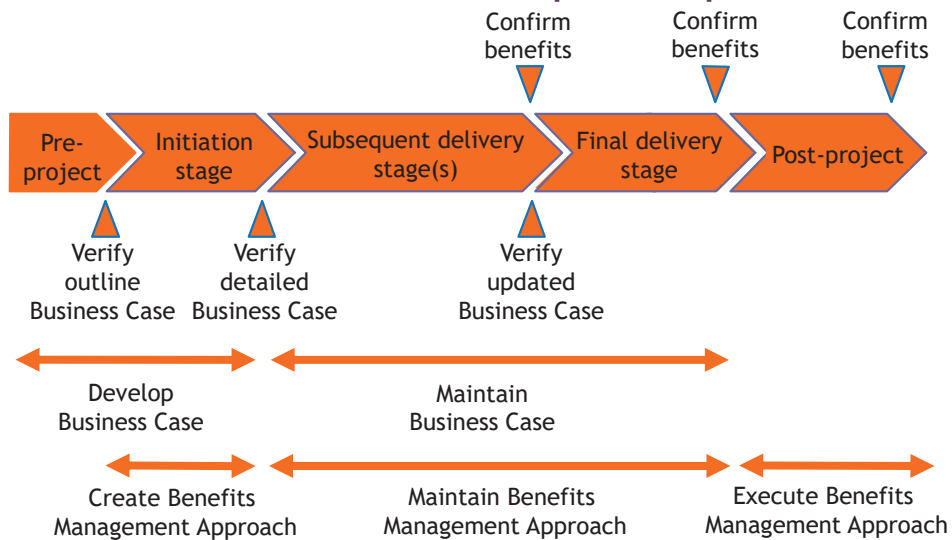 Confirm
benefits
Confirm
benefits
Confirm
benefits
Pre-
project
Initiation
stage
Subsequent delivery
stage(s)
Final delivery
stage
Post-project
Verify
outline
Business Case
Verify
detailed
Business Case
Verify
updated
Business Case
Develop
Business Case
Maintain
Business Case
Create Benefits
Management Approach
Maintain Benefits
Management Approach
Execute Benefits
Management Approach